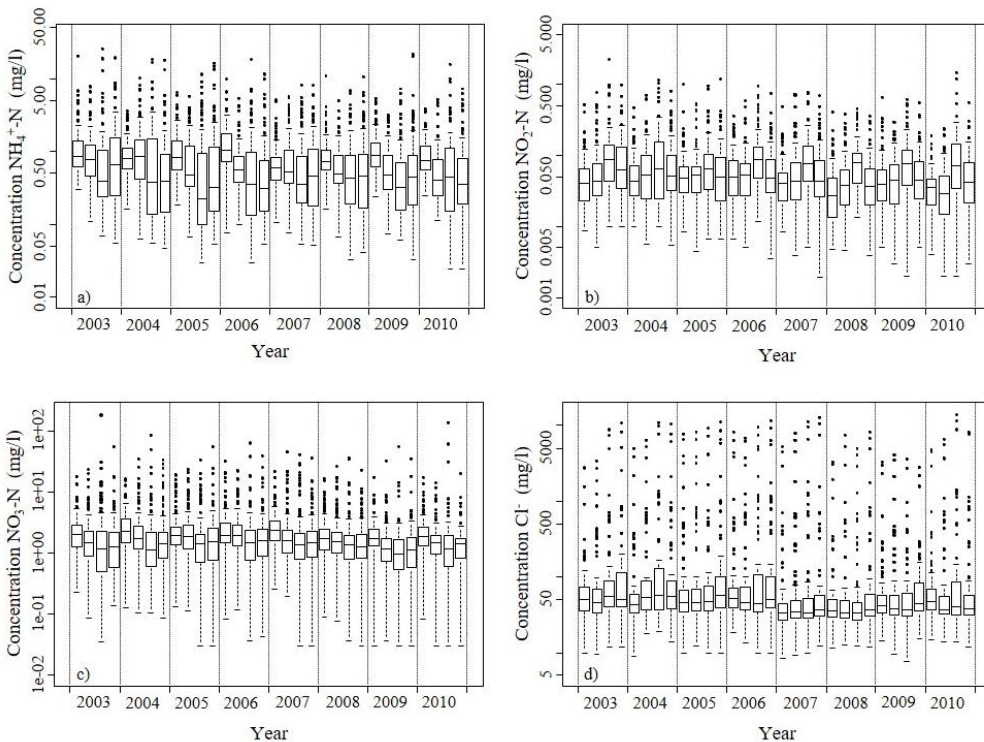 Concentration NH₄⁺-N (mg/l)
50.00
5.00
0.50
0.05
0.01
a)
2003 2004 2005 2006 2007 2008 2009 2010
Year
Concentration NO₂-N (mg/l)
5.000
0.500
0.050
0.005
0.001
b)
2003 2004 2005 2006 2007 2008 2009 2010
Year
Concentration NO₃-N (mg/l)
1e+02
1e+01
1e+00
1e-01
1e-02
c)
2003 2004 2005 2006 2007 2008 2009 2010
Year
Concentration Cl⁻ (mg/l)
5000
500
50
5
d)
2003 2004 2005 2006 2007 2008 2009 2010
Year